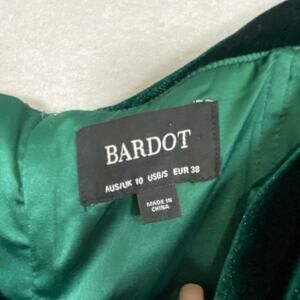 BARDOT
AUS/UK 10 US6/S EUR 38
MADE IN
CHINA